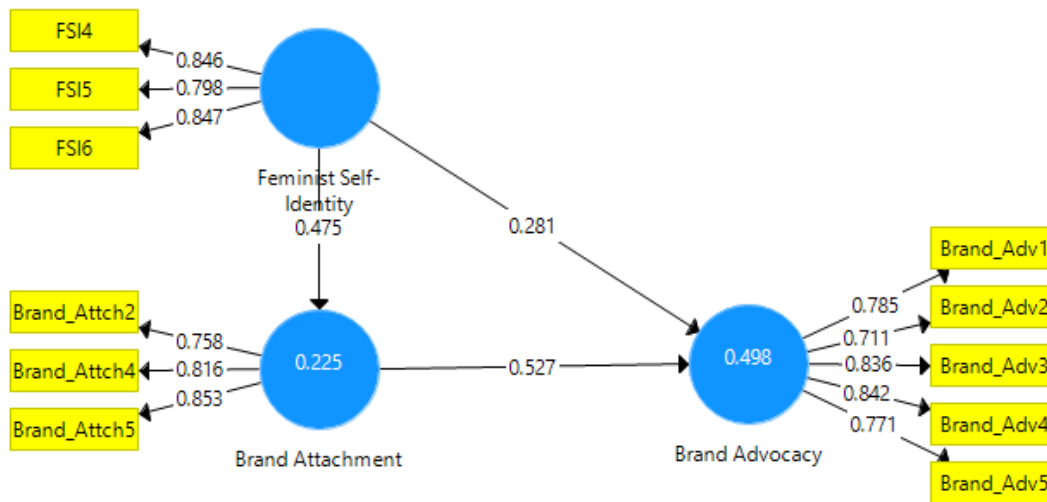 FSI4
0.846
FSI5
0.798
FSI6
0.847
Feminist Self-
Identity
0.475
0.281
Brand_Adv1
0.785
Brand_Adv2
0.711
Brand_Attch2
0.758
Brand_Attch4
0.816
Brand_Attch5
0.853
0.225
Brand Attachment
0.527
0.498
Brand Advocacy
0.836
Brand_Adv3
0.842
Brand_Adv4
0.771
Brand_Adv5